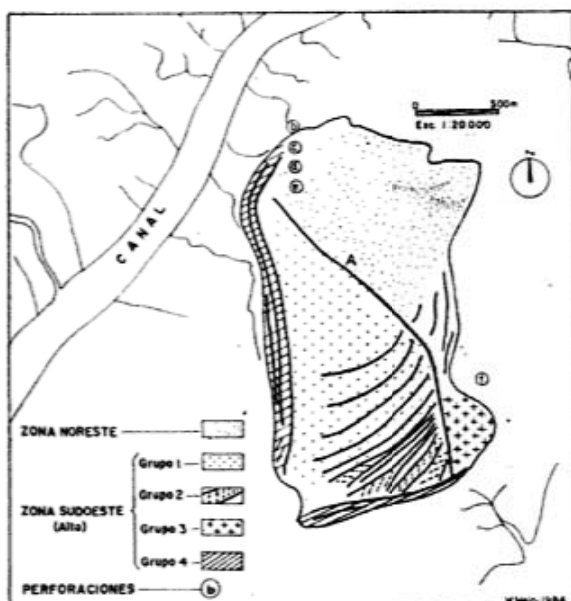 0 500m
Esc. 1:20.000
b
c
d
e
N
CANAL
A
f
ZONA NORESTE
ZONA SUDOESTE
(Alta)
Grupo 1
Grupo 2
Grupo 3
Grupo 4
PERFORACIONES b
1984